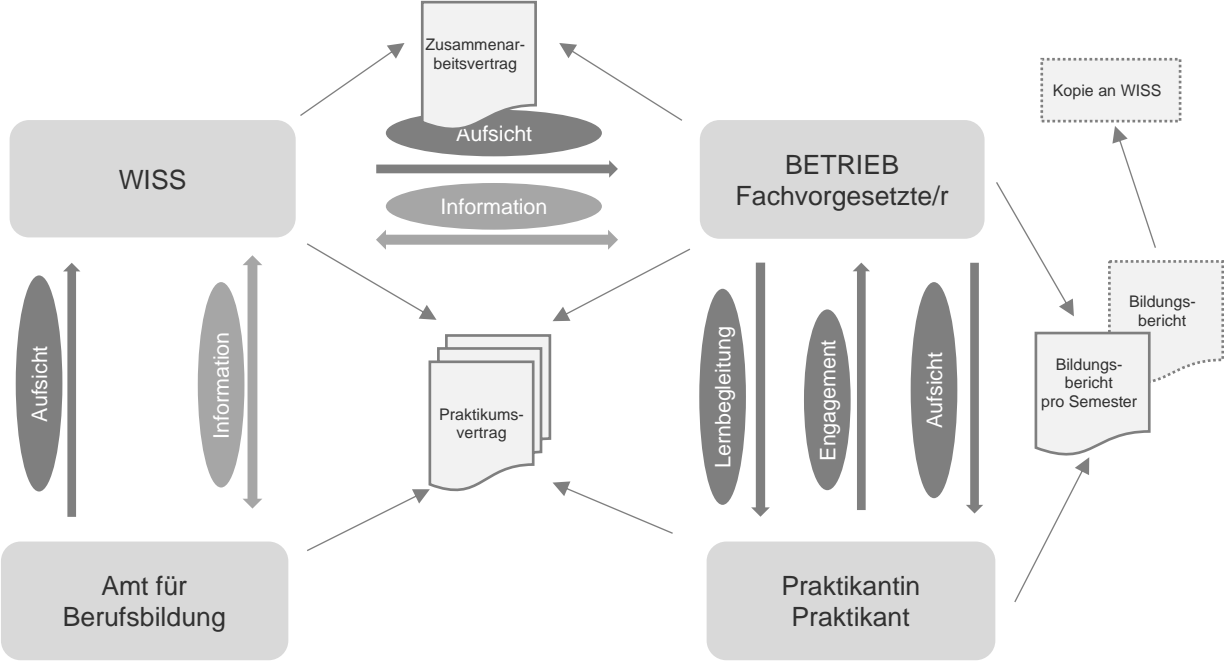 Zusammenar-
beitsvertrag
Kopie an WISS
Aufsicht
WISS
BETRIEB
Fachvorgesetzte/r
Information
Aufsicht
Information
Lernbegleitung
Engagement
Aufsicht
Bildungs-
bericht
Bildungs-
bericht
pro Semester
Praktikums-
vertrag
Amt für
Berufsbildung
Praktikantin
Praktikant